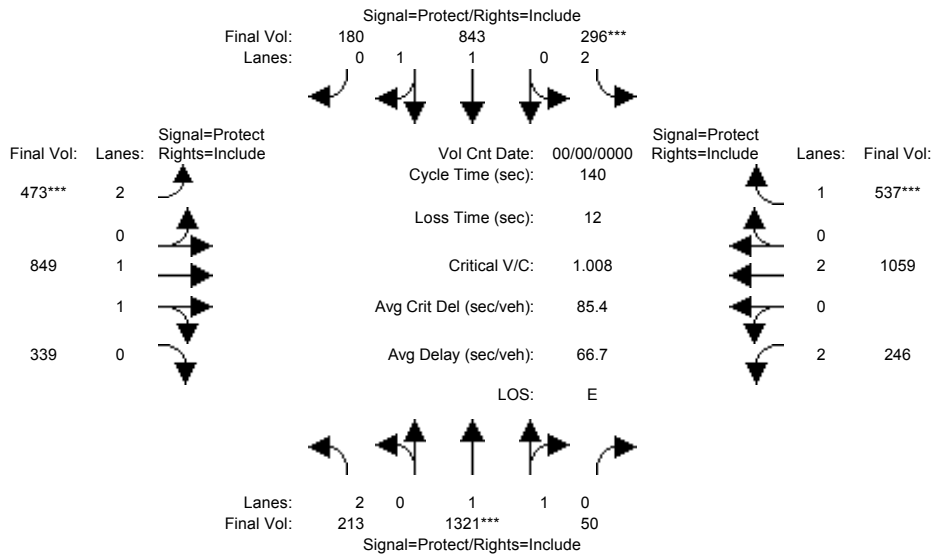 Signal=Protect/Rights=Include
Final Vol: 180 843 296***
Lanes: 0 1 1 0 2
Signal=Protect Signal=Protect
Final Vol: Lanes: Rights=Include Vol Cnt Date: 00/00/0000 Rights=Include Lanes: Final Vol:
Cycle Time (sec): 140
473*** 2 1 537***
Loss Time (sec): 12
0 0
849 1 Critical V/C: 1.008 2 1059
1 Avg Crit Del (sec/veh): 85.4 0
339 0 Avg Delay (sec/veh): 66.7 2 246
LOS: E
Lanes: 2 0 1 1 0
Final Vol: 213 1321*** 50
Signal=Protect/Rights=Include